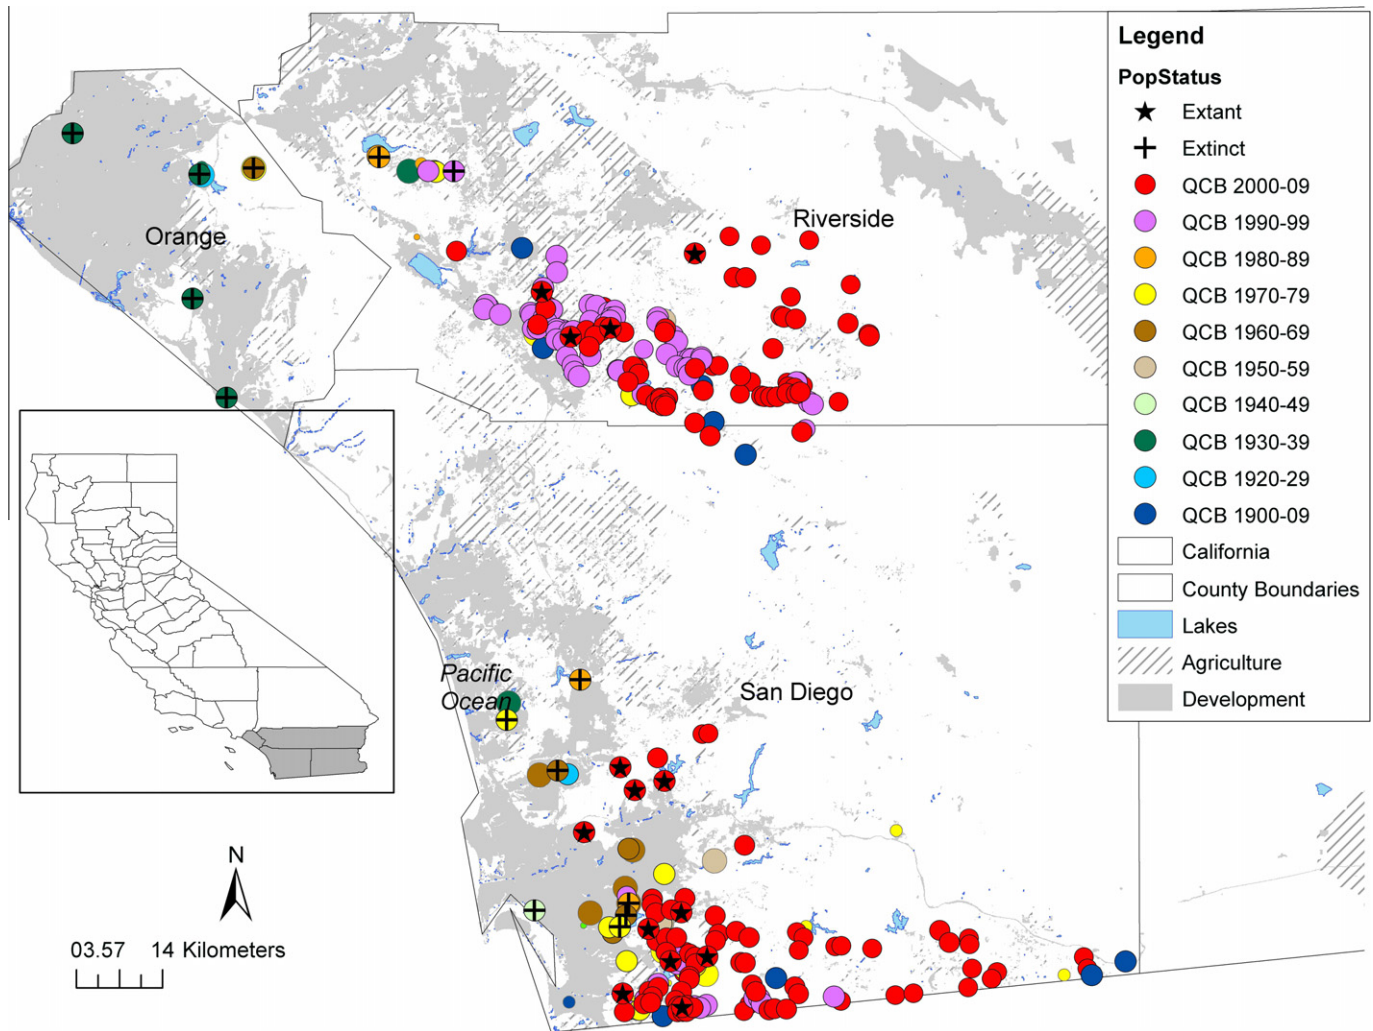 Legend
PopStatus
Extant
Extinct
QCB 2000-09
QCB 1990-99
QCB 1980-89
QCB 1970-79
QCB 1960-69
QCB 1950-59
QCB 1940-49
QCB 1930-39
QCB 1920-29
QCB 1900-09
California
County Boundaries
Lakes
Agriculture
Development
Riverside
Orange
Pacific
Ocean
San Diego
N
03.57 14 Kilometers